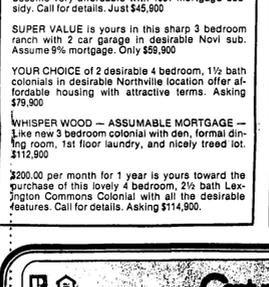 sidy. Call for details. Just $45,900
SUPER VALUE is yours in this sharp 3 bedroom
ranch with 2 car garage in desirable Novi sub.
Assume 9% mortgage. Only $59,900
YOUR CHOICE of 2 desirable 4 bedroom, 1½ bath
colonials in desirable Northville location offer af-
fordable housing with attractive terms. Asking
$79,900
WHISPER WOOD — ASSUMABLE MORTGAGE —
Like new 3 bedroom colonial with den, formal din-
ing room, 1st floor laundry, and nicely treed lot.
$112,900
$200.00 per month for 1 year is yours toward the
purchase of this lovely 4 bedroom, 2½ bath Lex-
ington Commons Colonial with all the desirable
features. Call for details. Asking $114,900.